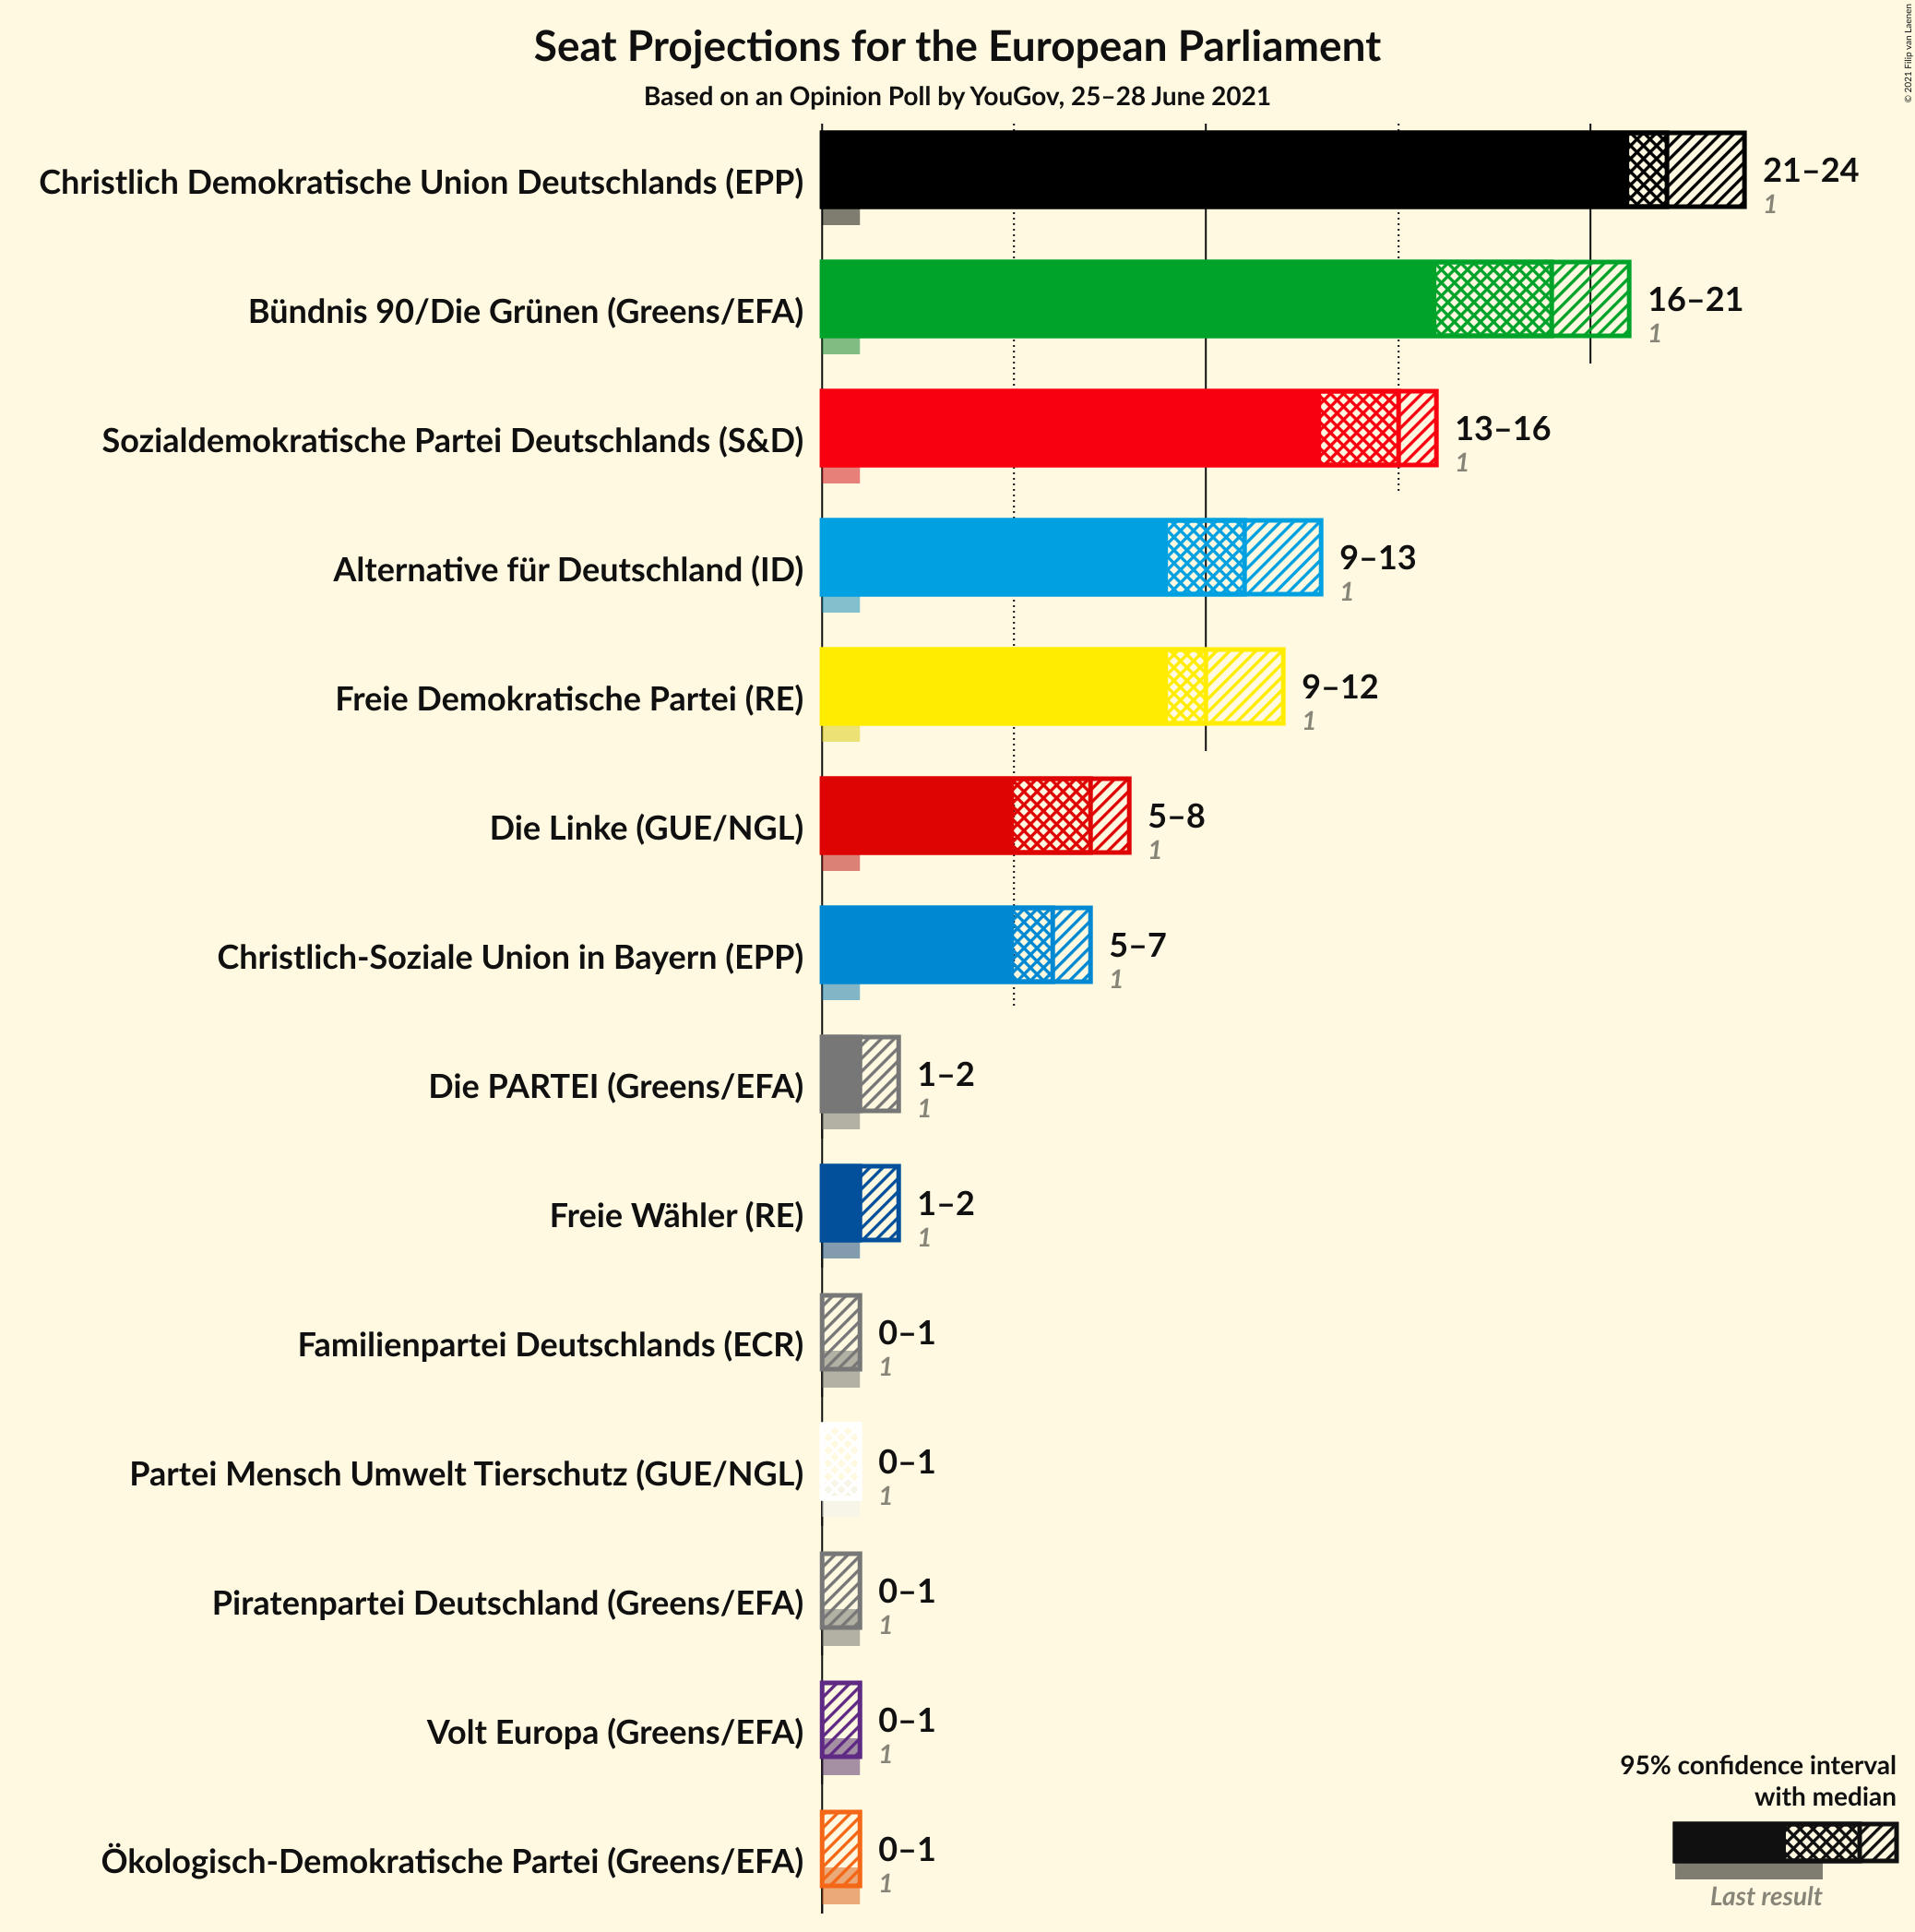 Seat Projections for the European Parliament
Based on an Opinion Poll by YouGov, 25–28 June 2021
© 2021 Filip van Laenen
Christlich Demokratische Union Deutschlands (EPP)
21–24
1
Bündnis 90/Die Grünen (Greens/EFA)
16–21
1
Sozialdemokratische Partei Deutschlands (S&D)
13–16
1
Alternative für Deutschland (ID)
9–13
1
Freie Demokratische Partei (RE)
9–12
1
Die Linke (GUE/NGL)
5–8
1
Christlich-Soziale Union in Bayern (EPP)
5–7
1
Die PARTEI (Greens/EFA)
1–2
1
Freie Wähler (RE)
1–2
1
Familienpartei Deutschlands (ECR)
0–1
1
Partei Mensch Umwelt Tierschutz (GUE/NGL)
0–1
1
Piratenpartei Deutschland (Greens/EFA)
0–1
1
Volt Europa (Greens/EFA)
0–1
1
Ökologisch-Demokratische Partei (Greens/EFA)
0–1
1
95% confidence interval
with median
Last result